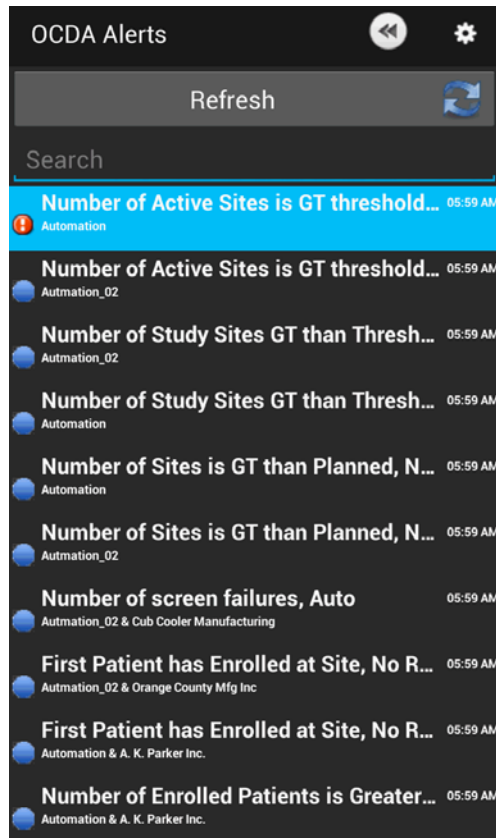 OCDA Alerts
Refresh
Search
Number of Active Sites is GT threshold... 05:59 AM
Automation
Number of Active Sites is GT threshold... 05:59 AM
Autmation_02
Number of Study Sites GT than Thresh... 05:59 AM
Autmation_02
Number of Study Sites GT than Thresh... 05:59 AM
Automation
Number of Sites is GT than Planned, N... 05:59 AM
Automation
Number of Sites is GT than Planned, N... 05:59 AM
Autmation_02
Number of screen failures, Auto 05:59 AM
Autmation_02 & Cub Cooler Manufacturing
First Patient has Enrolled at Site, No R... 05:59 AM
Autmation_02 & Orange County Mfg Inc
First Patient has Enrolled at Site, No R... 05:59 AM
Automation & A. K. Parker Inc.
Number of Enrolled Patients is Greater... 05:59 AM
Automation & A. K. Parker Inc.